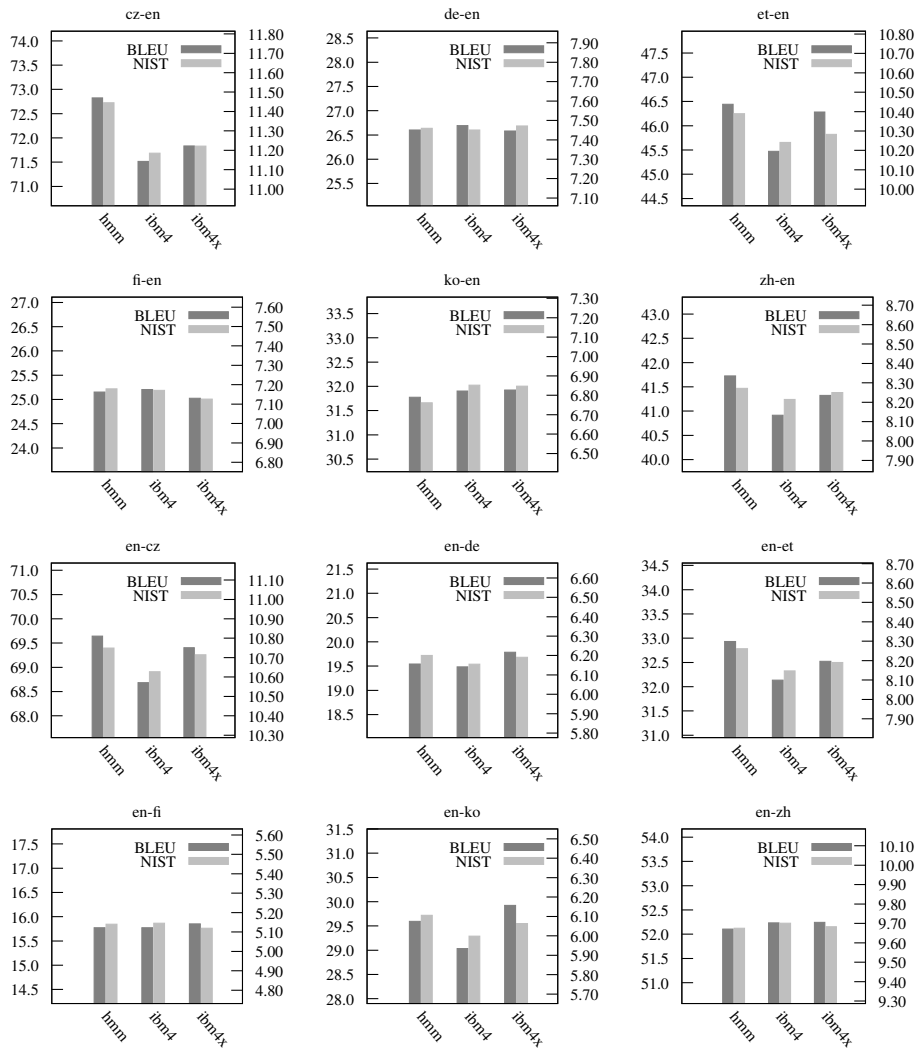 cz-en
74.0
73.5
73.0
72.5
72.0
71.5
71.0
BLEU
NIST
11.80
11.70
11.60
11.50
11.40
11.30
11.20
11.10
11.00
hmm
ibm4
ibm4x
de-en
28.5
28.0
27.5
27.0
26.5
26.0
25.5
BLEU
NIST
7.90
7.80
7.70
7.60
7.50
7.40
7.30
7.20
7.10
hmm
ibm4
ibm4x
et-en
47.5
47.0
46.5
46.0
45.5
45.0
44.5
BLEU
NIST
10.80
10.70
10.60
10.50
10.40
10.30
10.20
10.10
10.00
hmm
ibm4
ibm4x
fi-en
27.0
26.5
26.0
25.5
25.0
24.5
24.0
BLEU
NIST
7.60
7.50
7.40
7.30
7.20
7.10
7.00
6.90
6.80
hmm
ibm4
ibm4x
ko-en
33.5
33.0
32.5
32.0
31.5
31.0
30.5
BLEU
NIST
7.30
7.20
7.10
7.00
6.90
6.80
6.70
6.60
6.50
hmm
ibm4
ibm4x
zh-en
43.0
42.5
42.0
41.5
41.0
40.5
40.0
BLEU
NIST
8.70
8.60
8.50
8.40
8.30
8.20
8.10
8.00
7.90
hmm
ibm4
ibm4x
en-cz
71.0
70.5
70.0
69.5
69.0
68.5
68.0
BLEU
NIST
11.10
11.00
10.90
10.80
10.70
10.60
10.50
10.40
10.30
hmm
ibm4
ibm4x
en-de
21.5
21.0
20.5
20.0
19.5
19.0
18.5
BLEU
NIST
6.60
6.50
6.40
6.30
6.20
6.10
6.00
5.90
5.80
hmm
ibm4
ibm4x
en-et
34.5
34.0
33.5
33.0
32.5
32.0
31.5
31.0
BLEU
NIST
8.70
8.60
8.50
8.40
8.30
8.20
8.10
8.00
7.90
hmm
ibm4
ibm4x
en-fi
17.5
17.0
16.5
16.0
15.5
15.0
14.5
BLEU
NIST
5.60
5.50
5.40
5.30
5.20
5.10
5.00
4.90
4.80
hmm
ibm4
ibm4x
en-ko
31.5
31.0
30.5
30.0
29.5
29.0
28.5
28.0
BLEU
NIST
6.50
6.40
6.30
6.20
6.10
6.00
5.90
5.80
5.70
hmm
ibm4
ibm4x
en-zh
54.0
53.5
53.0
52.5
52.0
51.5
51.0
BLEU
NIST
10.10
10.00
9.90
9.80
9.70
9.60
9.50
9.40
9.30
hmm
ibm4
ibm4x